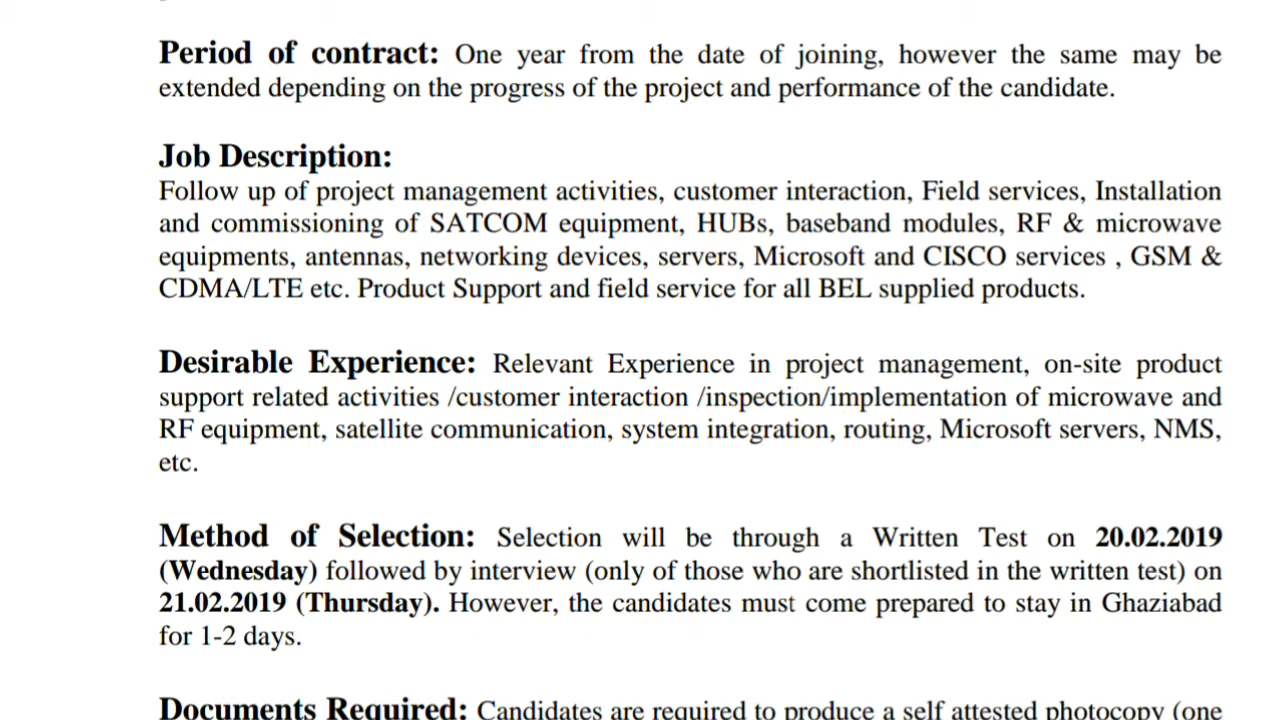 Period of contract: One year from the date of joining, however the same may be
extended depending on the progress of the project and performance of the candidate.
Job Description:
Follow up of project management activities, customer interaction, Field services, Installation
and commissioning of SATCOM equipment, HUBs, baseband modules, RF & microwave
equipments, antennas, networking devices, servers, Microsoft and CISCO services , GSM &
CDMA/LTE etc. Product Support and field service for all BEL supplied products.
Desirable Experience: Relevant Experience in project management, on-site product
support related activities /customer interaction /inspection/implementation of microwave and
RF equipment, satellite communication, system integration, routing, Microsoft servers, NMS,
etc.
Method of Selection: Selection will be through a Written Test on 20.02.2019
(Wednesday) followed by interview (only of those who are shortlisted in the written test) on
21.02.2019 (Thursday). However, the candidates must come prepared to stay in Ghaziabad
for 1-2 days.
Documents Required: Candidates are required to produce a self attested photocopy (one